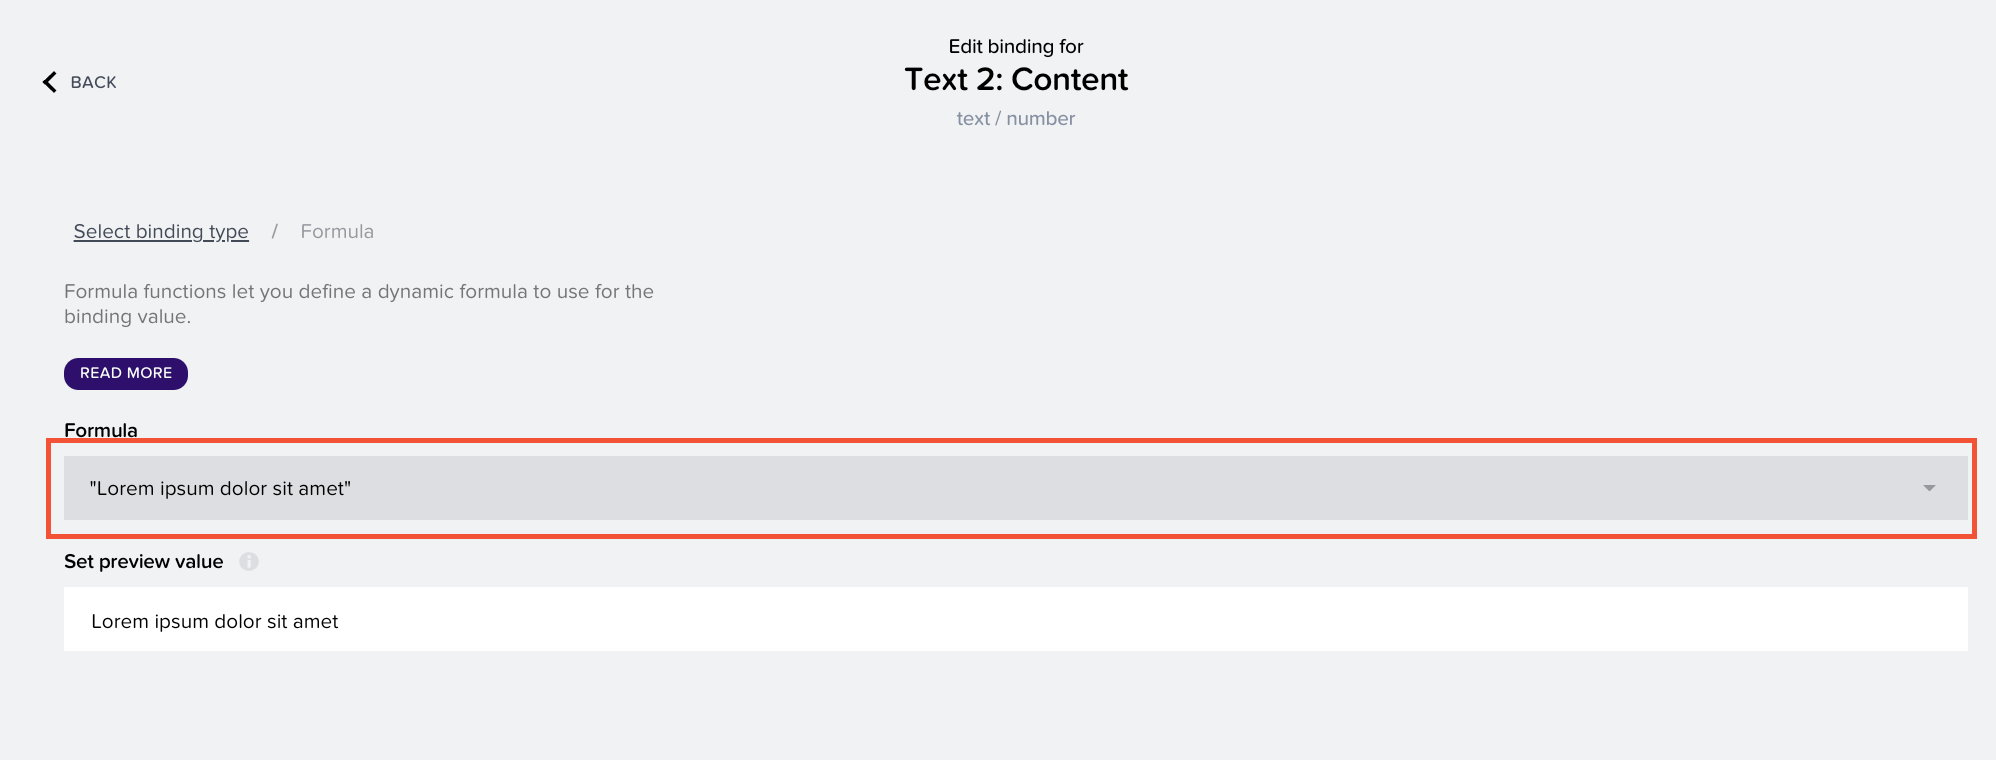 Edit binding for
BACK
Text 2: Content
text / number
Select binding type / Formula
Formula functions let you define a dynamic formula to use for the
binding value.
READ MORE
Formula
"Lorem ipsum dolor sit amet"
Set preview value i
Lorem ipsum dolor sit amet